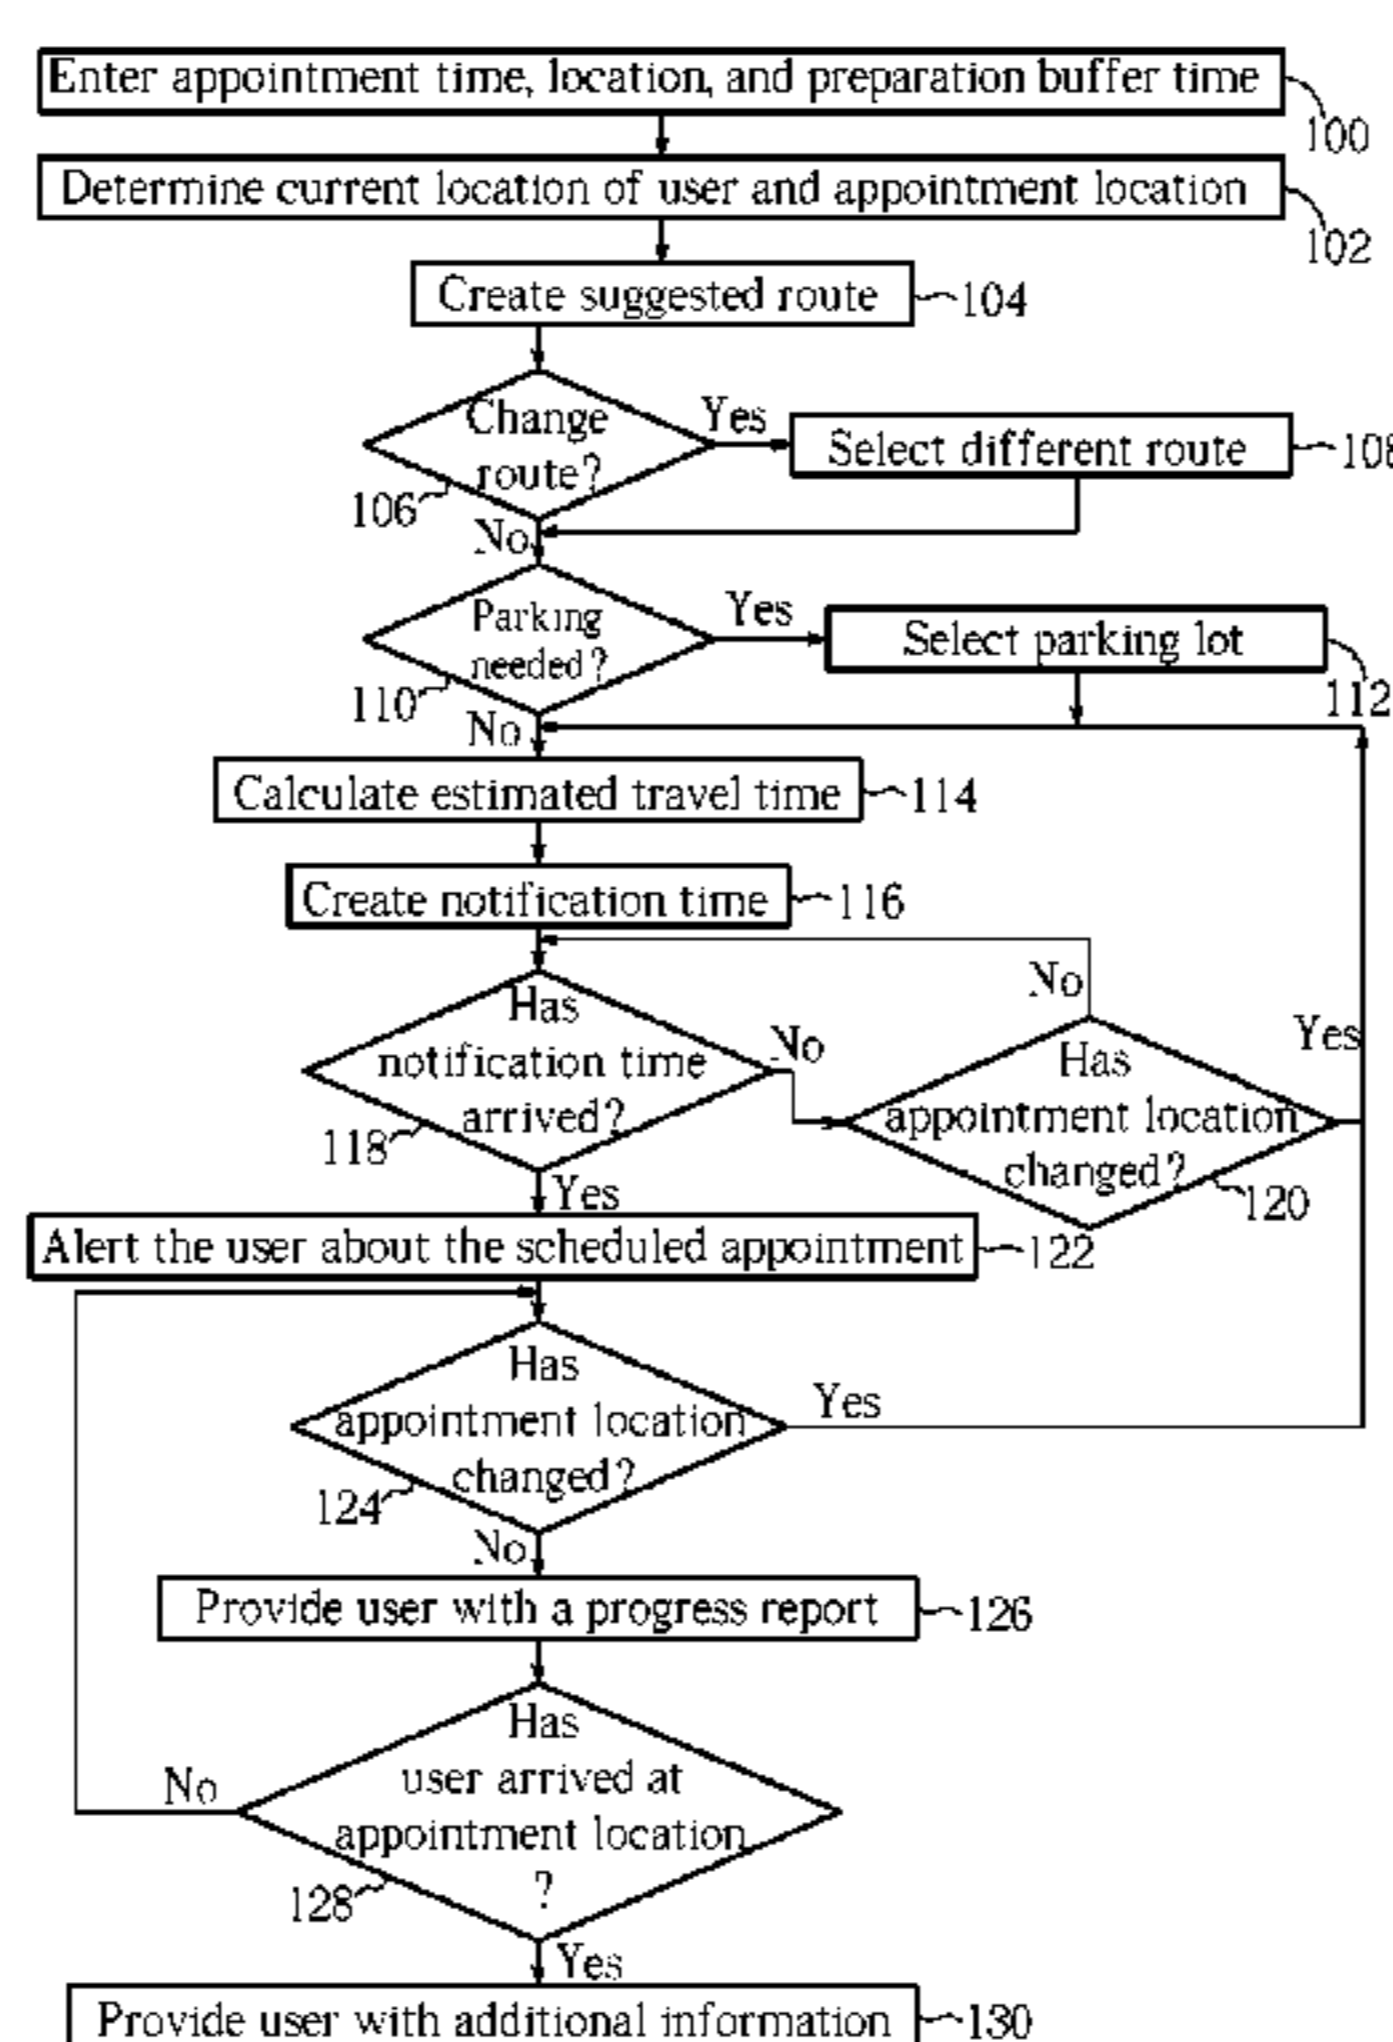 Enter appointment time, location, and preparation buffer time
100
Determine current location of user and appointment location
102
Create suggested route
104
Change
route?
106
Yes
Select different route
108
No
Parking
needed?
110
Yes
Select parking lot
112
No
Calculate estimated travel time
114
Create notification time
116
Has
notification time
arrived?
118
No
No
Has
appointment location
changed?
120
Yes
Yes
Alert the user about the scheduled appointment
122
Has
appointment location
changed?
124
Yes
No
Provide user with a progress report
126
Has
user arrived at
appointment location
?
128
No
Yes
Provide user with additional information
130